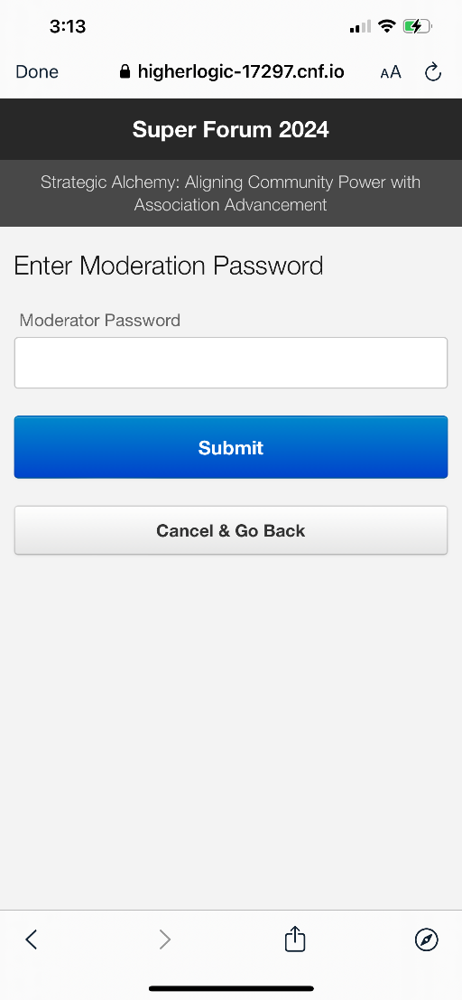 3:13
Done
higherlogic-17297.cnf.io
AA
Super Forum 2024
Strategic Alchemy: Aligning Community Power with
Association Advancement
Enter Moderation Password
Moderator Password
Submit
Cancel & Go Back